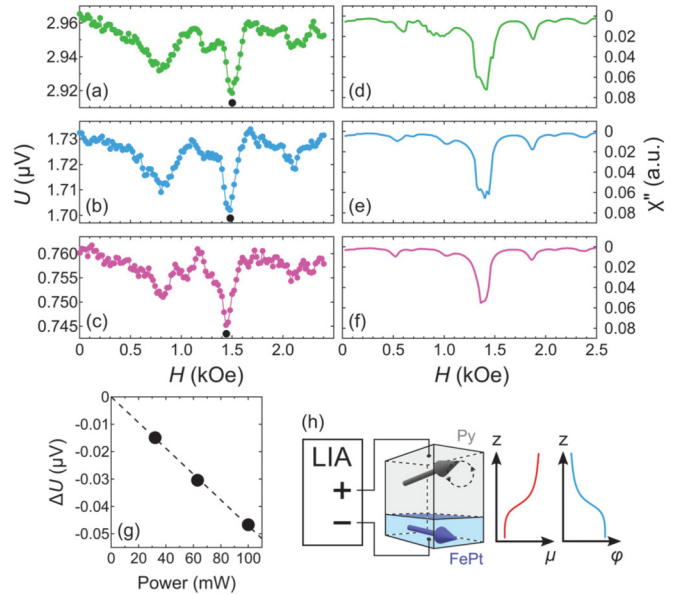 2.96
2.94
2.92
(a)
(d)
0
0.02
0.04
0.06
0.08
1.73
1.72
1.71
1.70
U (μV)
(b)
(e)
0
0.02
0.04
0.06
0.08
χ" (a.u.)
0.760
0.755
0.750
0.745
(c)
(f)
0
0.02
0.04
0.06
0.08
0 0.5 1.0 1.5 2.0
0 0.5 1.0 1.5 2.0 2.5
H (kOe)
H (kOe)
0
-0.01
-0.02
-0.03
-0.04
-0.05
ΔU (μV)
(g)
0 20 40 60 80 100
Power (mW)
(h)
LIA
+
−
Py
FePt
z
μ
z
φ